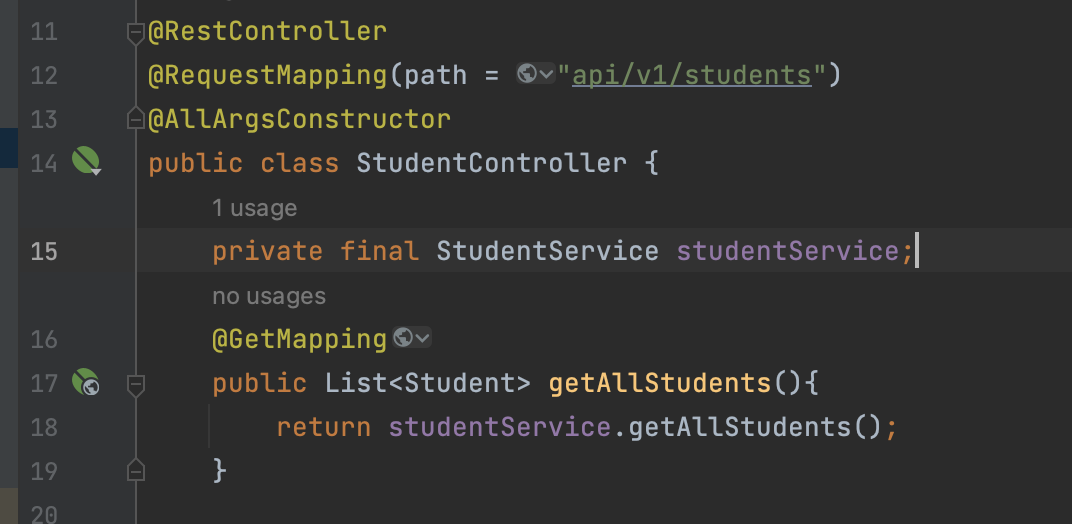 11 @RestController
12 @RequestMapping(path = "api/v1/students")
13 @AllArgsConstructor
14 public class StudentController {
1 usage
15 private final StudentService studentService;
no usages
16 @GetMapping
17 public List<Student> getAllStudents(){
18 return studentService.getAllStudents();
19 }
20